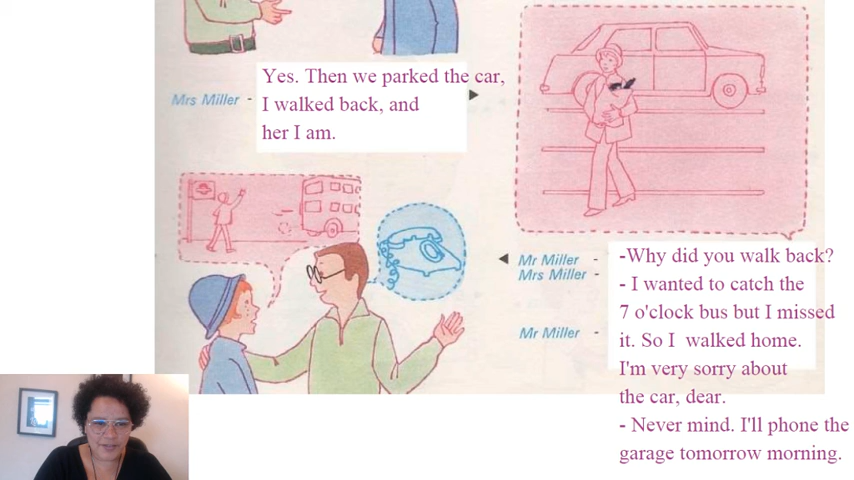 Mrs Miller -
Yes. Then we parked the car,
I walked back, and
her I am.
Mr Miller -
-Why did you walk back?
Mrs Miller -
- I wanted to catch the
7 o'clock bus but I missed
it. So I walked home.
I'm very sorry about
the car, dear.
Mr Miller -
- Never mind. I'll phone the
garage tomorrow morning.